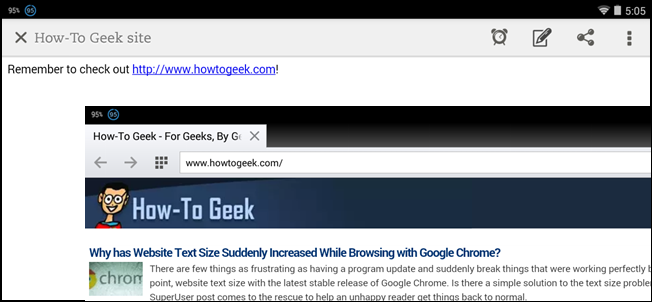 95% 95 5:05
How-To Geek site
Remember to check out http://www.howtogeek.com!
95% 95
How-To Geek - For Geeks, By Ge
www.howtogeek.com/
How-To Geek
Why has Website Text Size Suddenly Increased While Browsing with Google Chrome?
There are few things as frustrating as having a program update and suddenly break things that were working perfectly
chrom point, website text size with the latest stable release of Google Chrome. Is there a simple solution to the text size
SuperUser post comes to the rescue to help an unhappy reader get things back to normal.